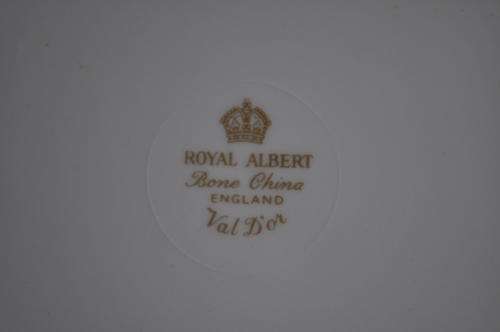 ROYAL ALBERT
Bone China
ENGLAND
Val D'or